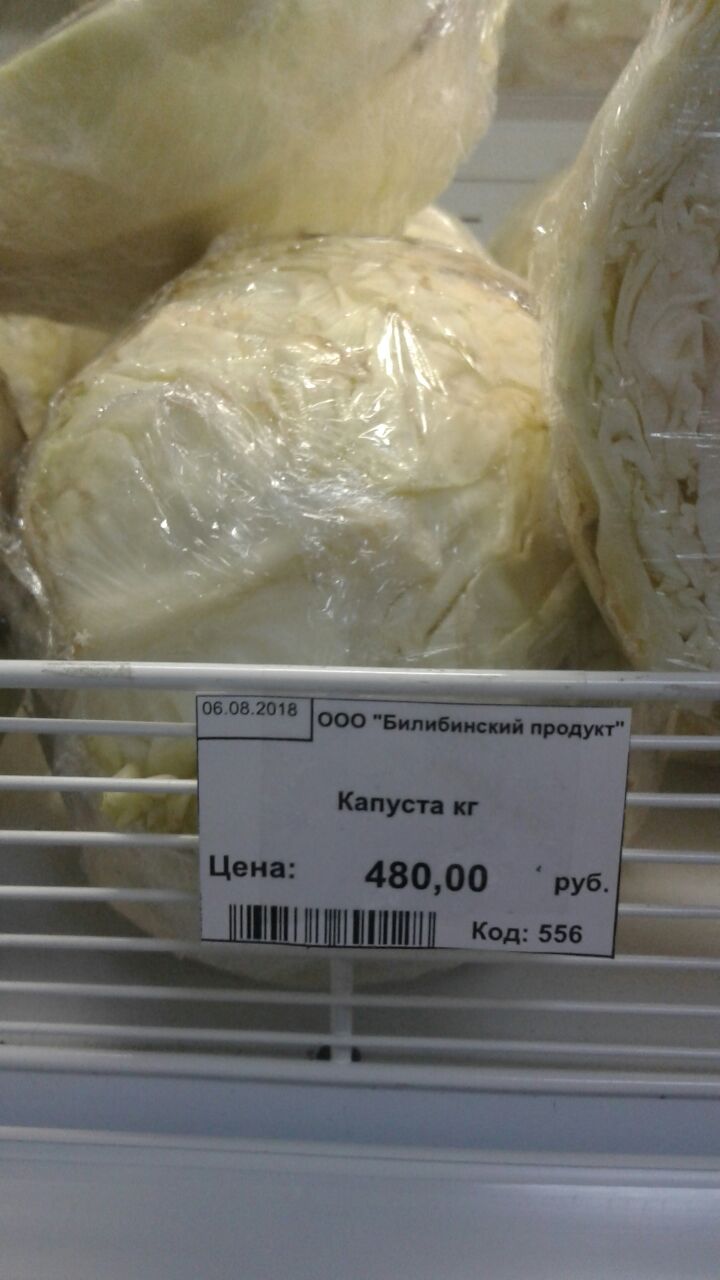 06.08.2018
ООО "Билибинский продукт"
Капуста кг
Цена: 480,00 руб.
Код: 556